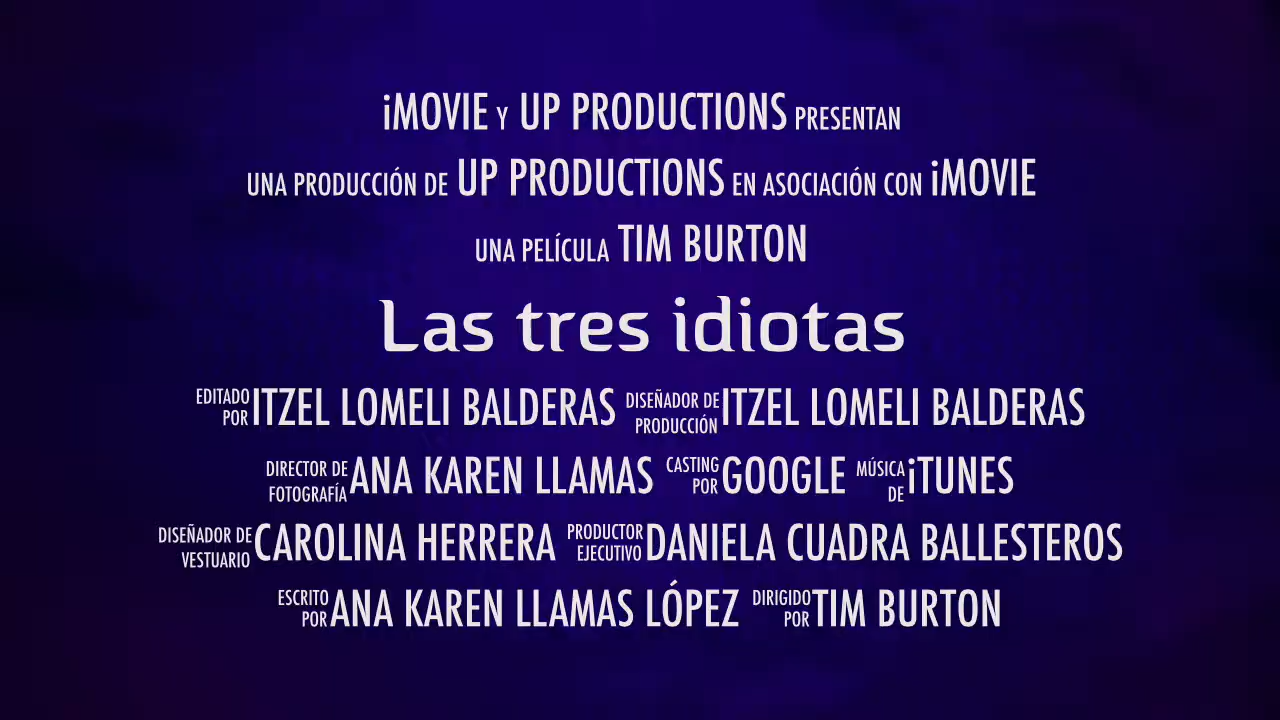 iMOVIE Y UP PRODUCTIONS PRESENTAN
UNA PRODUCCIÓN DE UP PRODUCTIONS EN ASOCIACIÓN CON iMOVIE
UNA PELÍCULA TIM BURTON
Las tres idiotas
EDITADO POR ITZEL LOMELI BALDERAS DISEÑADOR DE PRODUCCIÓN ITZEL LOMELI BALDERAS
DIRECTOR DE FOTOGRAFÍA ANA KAREN LLAMAS CASTING POR GOOGLE MÚSICA DE iTUNES
DISEÑADOR DE VESTUARIO CAROLINA HERRERA PRODUCTOR EJECUTIVO DANIELA CUADRA BALLESTEROS
ESCRITO POR ANA KAREN LLAMAS LÓPEZ DIRIGIDO POR TIM BURTON